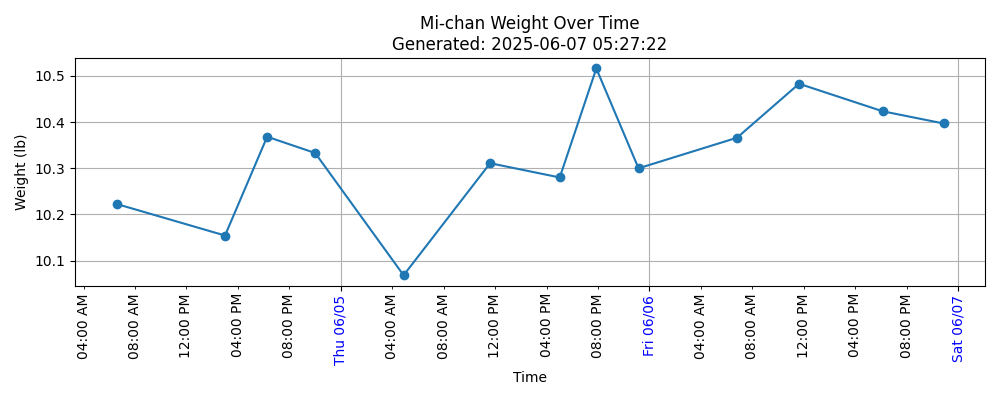 Mi-chan Weight Over Time
Generated: 2025-06-07 05:27:22
Weight (lb)
10.5
10.4
10.3
10.2
10.1
04:00 AM
08:00 AM
12:00 PM
04:00 PM
08:00 PM
Thu 06/05
04:00 AM
08:00 AM
12:00 PM
04:00 PM
08:00 PM
Fri 06/06
04:00 AM
08:00 AM
12:00 PM
04:00 PM
08:00 PM
Sat 06/07
Time